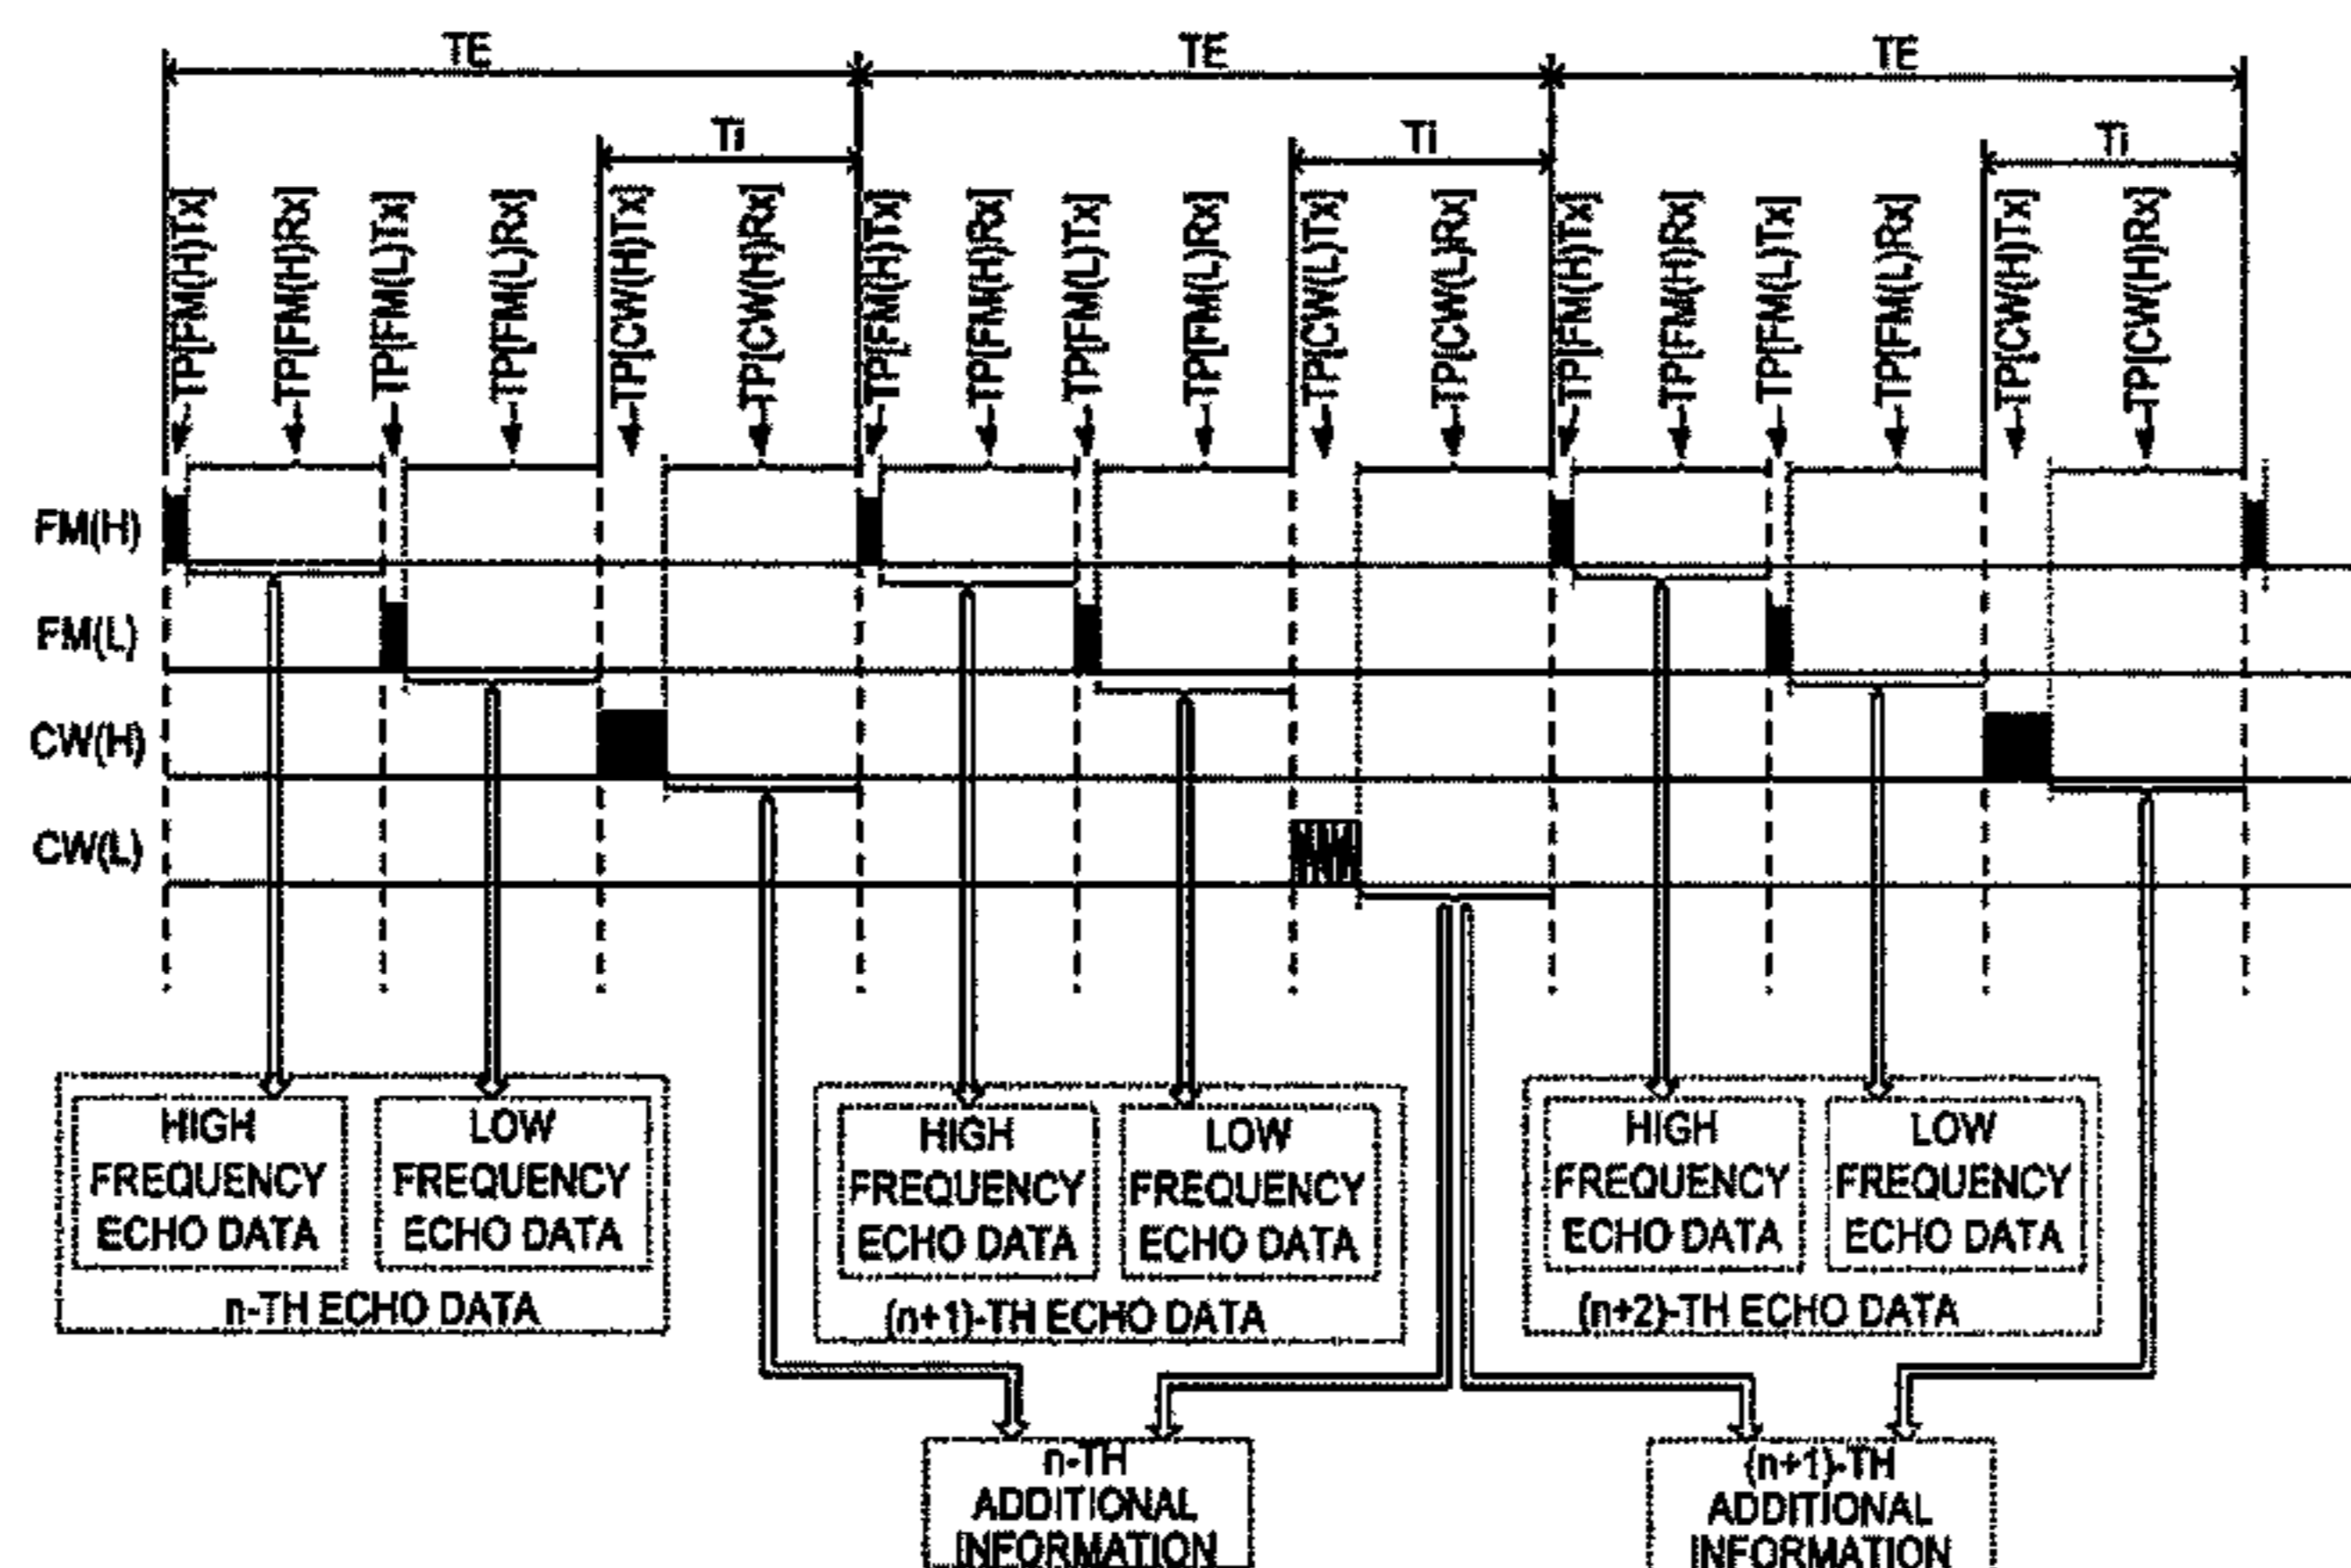 TE TE TE
Ti Ti Ti
TP[FM(H)Tx]
TP[FM(H)Rx]
TP[FM(L)Tx]
TP[FM(L)Rx]
TP[CW(H)Tx]
TP[CW(H)Rx]
TP[FM(H)Tx]
TP[FM(H)Rx]
TP[FM(L)Tx]
TP[FM(L)Rx]
TP[CW(L)Tx]
TP[CW(L)Rx]
TP[FM(H)Tx]
TP[FM(H)Rx]
TP[FM(L)Tx]
TP[FM(L)Rx]
TP[CW(H)Tx]
TP[CW(H)Rx]
FM(H)
FM(L)
CW(H)
CW(L)
HIGH
FREQUENCY
ECHO DATA
LOW
FREQUENCY
ECHO DATA
n-TH ECHO DATA
HIGH
FREQUENCY
ECHO DATA
LOW
FREQUENCY
ECHO DATA
(n+1)-TH ECHO DATA
HIGH
FREQUENCY
ECHO DATA
LOW
FREQUENCY
ECHO DATA
(n+2)-TH ECHO DATA
n-TH
ADDITIONAL
INFORMATION
(n+1)-TH
ADDITIONAL
INFORMATION